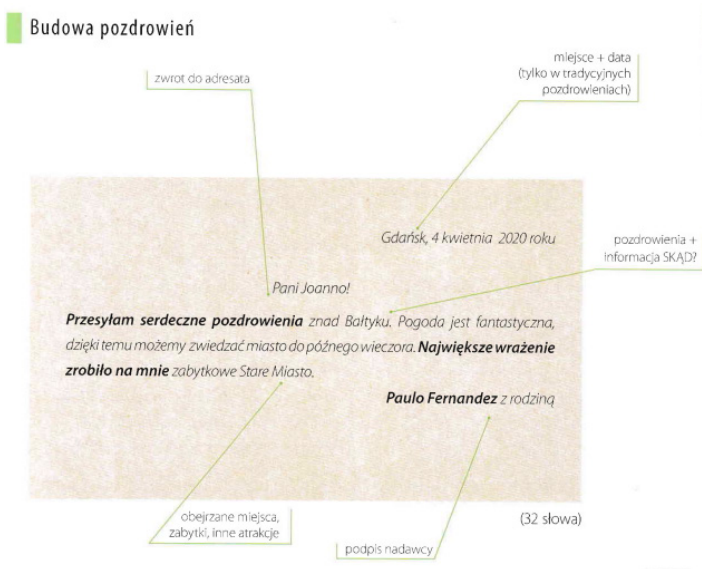 Budowa pozdrowień
zwrot do adresata
miejsce + data
(tylko w tradycyjnych
pozdrowieniach)
Gdańsk, 4 kwietnia 2020 roku
pozdrowienia +
informacja SKĄD?
Pani Joanno!
Przesyłam serdeczne pozdrowienia znad Bałtyku. Pogoda jest fantastyczna,
dzięki temu możemy zwiedzać miasto do późnego wieczora. Największe wrażenie
zrobiło na mnie zabytkowe Stare Miasto.
Paulo Fernandez z rodziną
(32 słowa)
obejrzane miejsca,
zabytki, inne atrakcje
podpis nadawcy